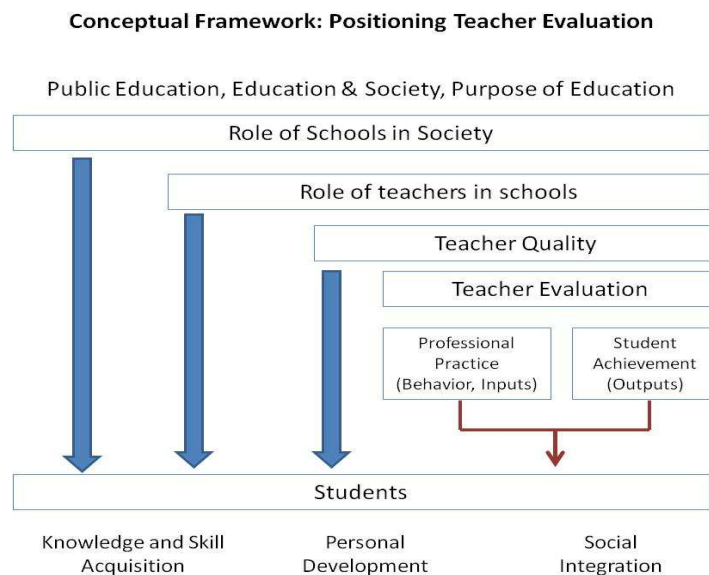 Conceptual Framework: Positioning Teacher Evaluation
Public Education, Education & Society, Purpose of Education
Role of Schools in Society
Role of teachers in schools
Teacher Quality
Teacher Evaluation
Professional
Practice
(Behavior, Inputs)
Student
Achievement
(Outputs)
Students
Knowledge and Skill
Acquisition
Personal
Development
Social
Integration